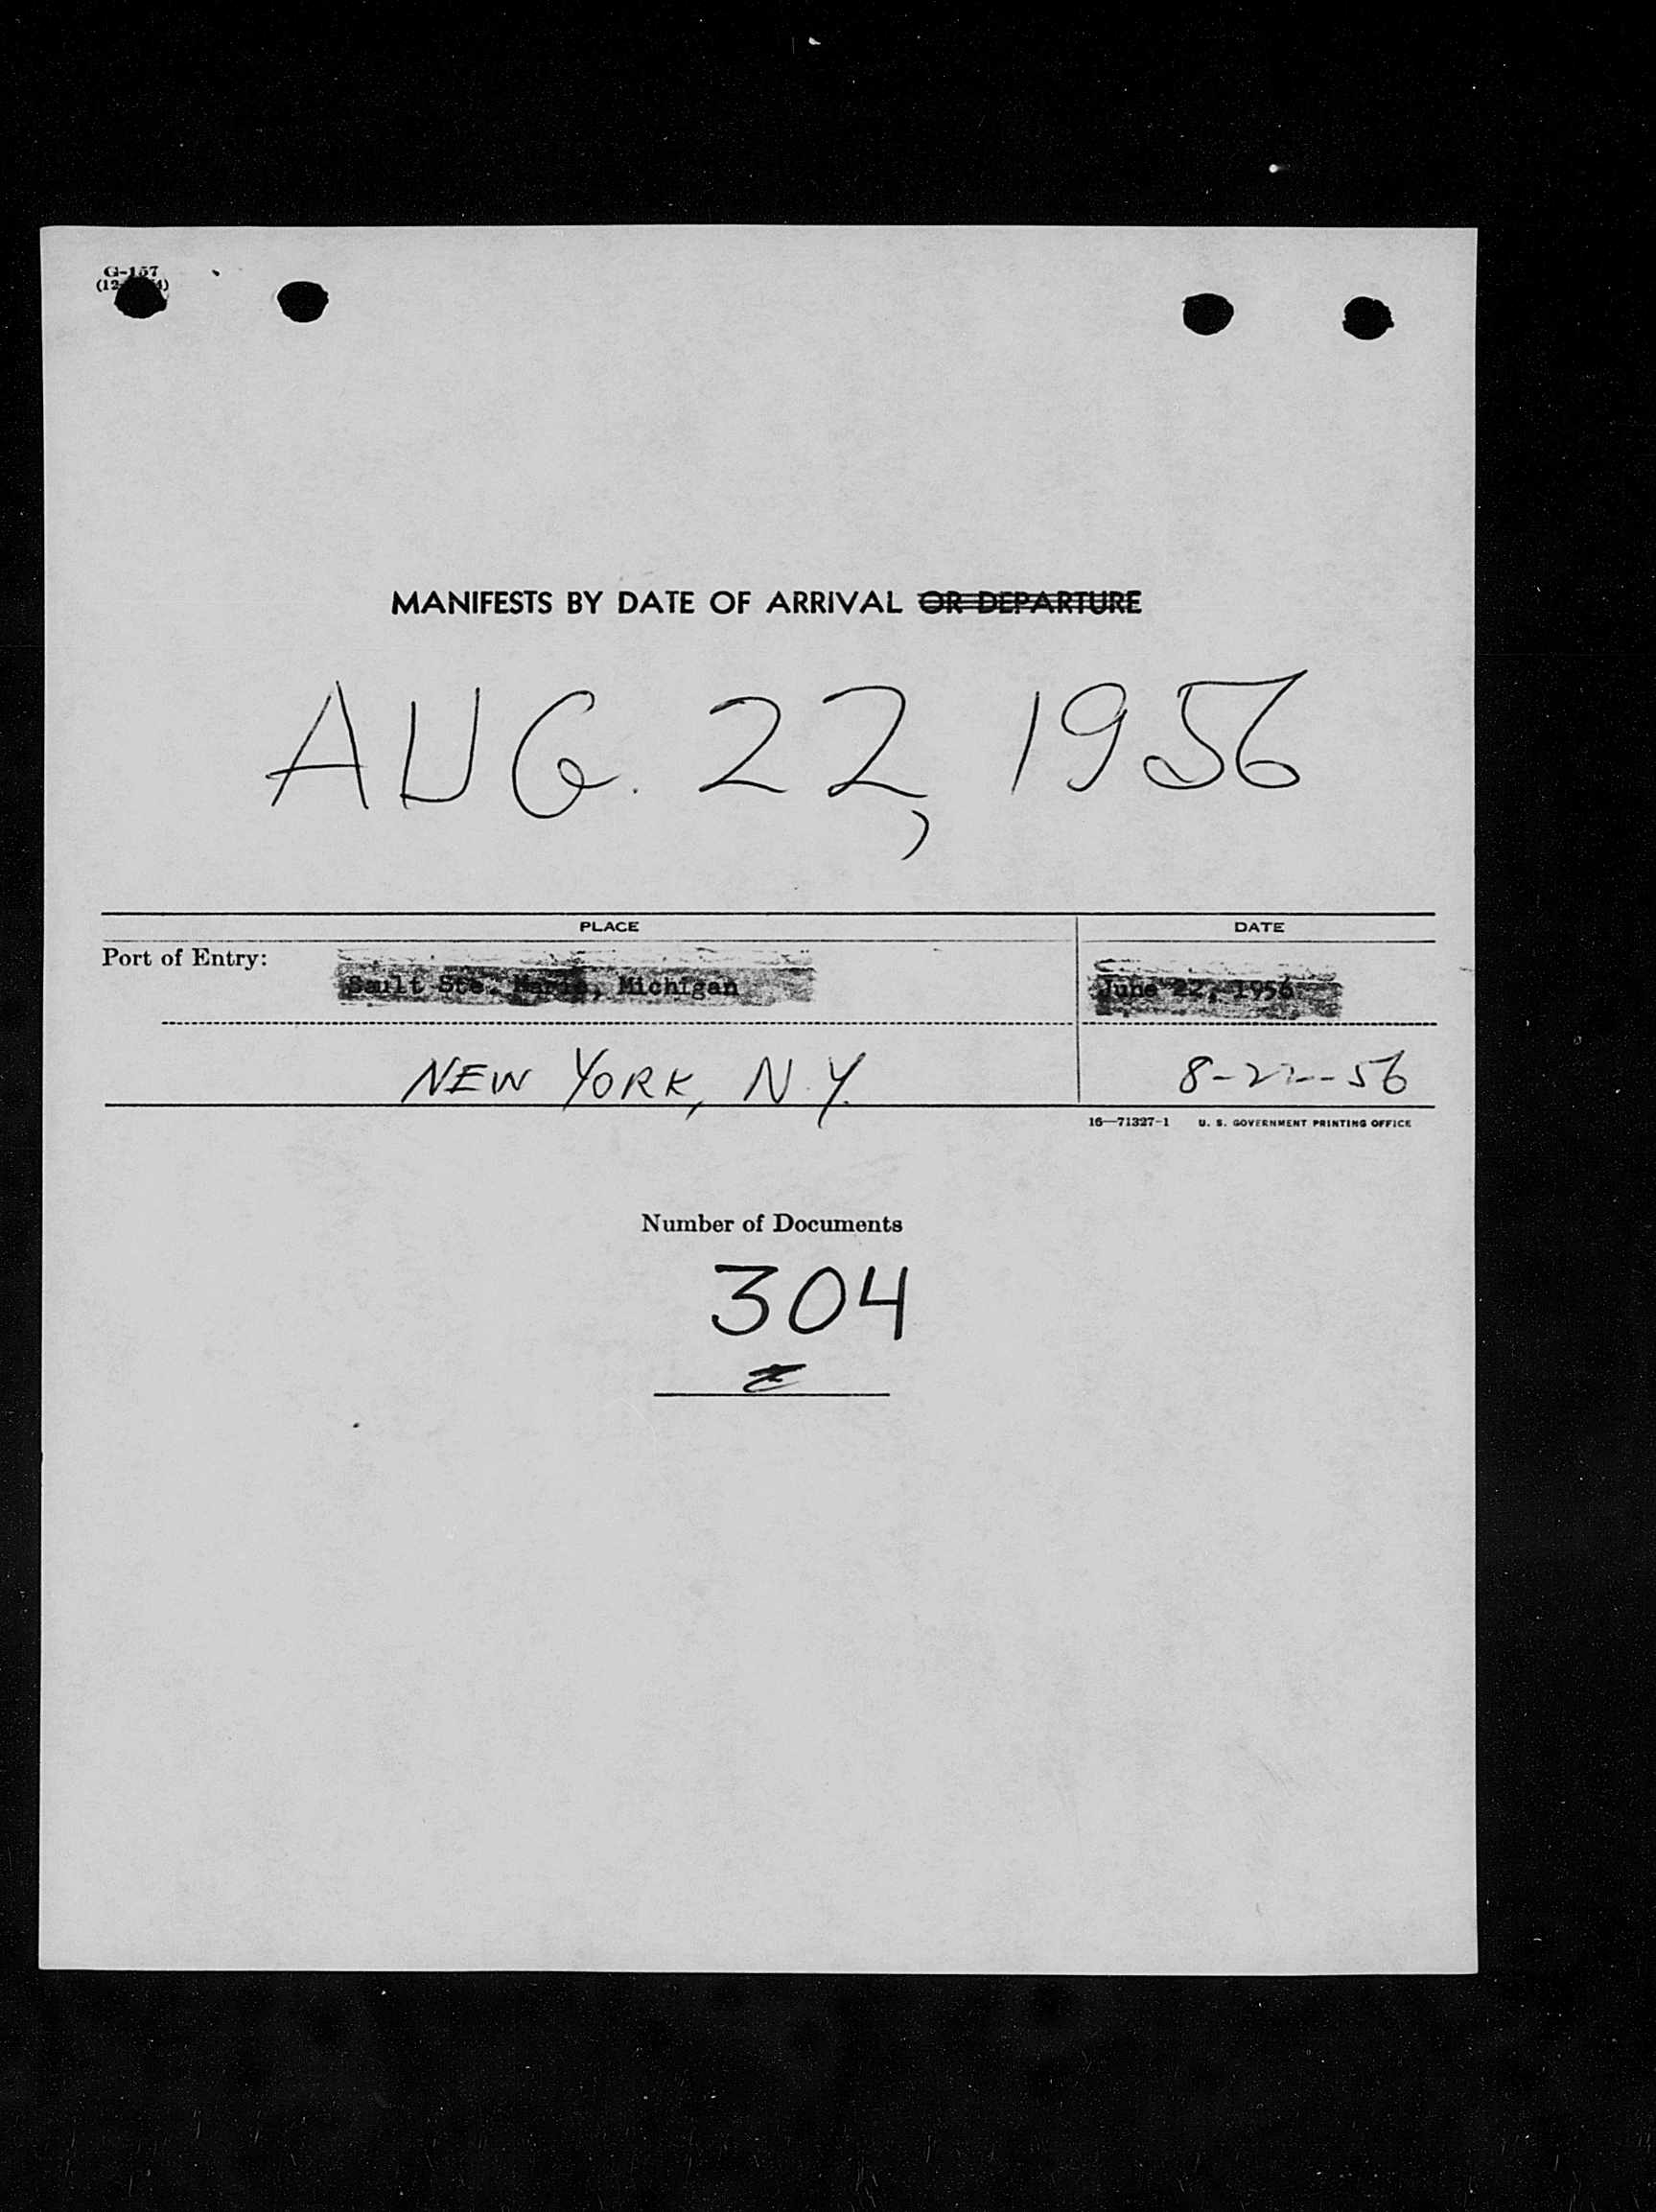 G-157
MANIFESTS BY DATE OF ARRIVAL OR DEPARTURE
AUG. 22, 1956
PLACE DATE
Port of Entry: Sault Ste. Marie, Michigan June 22, 1956
NEW YORK, N.Y. 8-22-56
16—71327-1 U. S. GOVERNMENT PRINTING OFFICE
Number of Documents
304